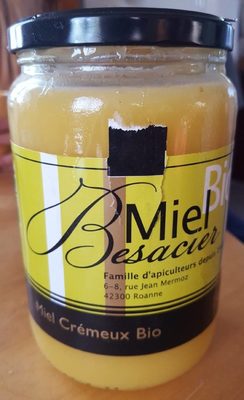 Bio
Miel
Besacier
Famille d'apiculteurs depuis
6-8, rue Jean Mermoz
42300 Roanne
Miel Crémeux Bio